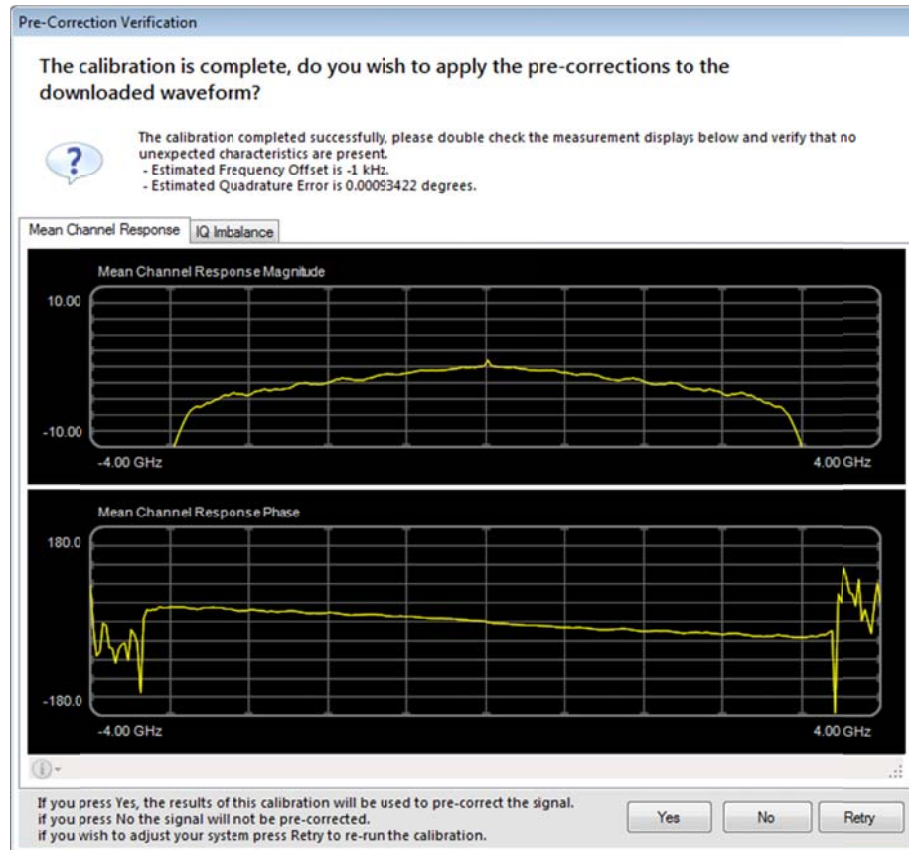 Pre-Correction Verification
The calibration is complete, do you wish to apply the pre-corrections to the
downloaded waveform?
?
The calibration completed successfully, please double check the measurement displays below and verify that no
unexpected characteristics are present.
- Estimated Frequency Offset is -1 kHz.
- Estimated Quadrature Error is 0.00093422 degrees.
Mean Channel Response
IQ Imbalance
Mean Channel Response Magnitude
10.00
-10.00
-4.00 GHz
4.00 GHz
Mean Channel Response Phase
180.0
-180.0
-4.00 GHz
4.00 GHz
If you press Yes, the results of this calibration will be used to pre-correct the signal.
if you press No the signal will not be pre-corrected.
if you wish to adjust your system press Retry to re-run the calibration.
Yes
No
Retry